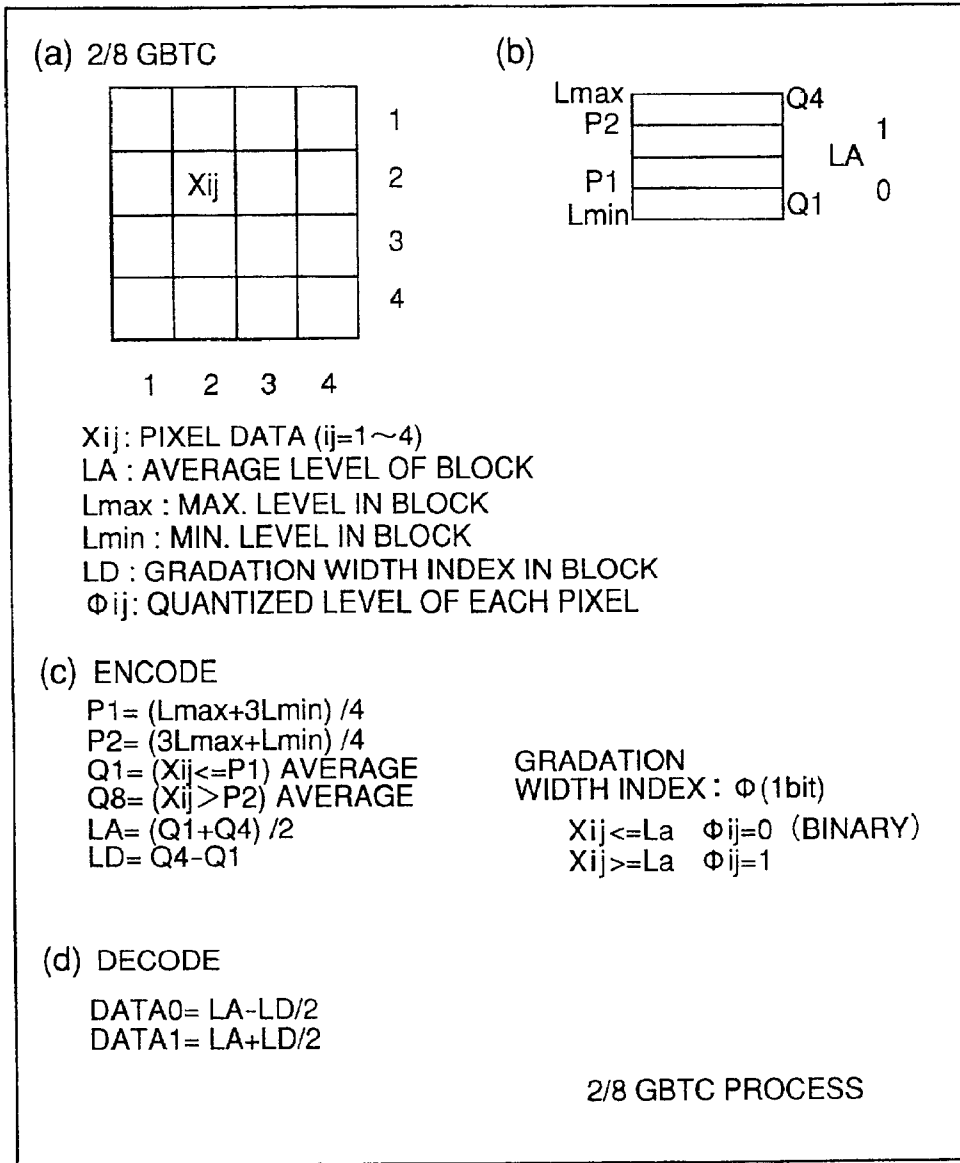 (a) 2/8 GBTC
1
2
3
4
Xij
1 2 3 4
(b)
Lmax
P2
P1
Lmin
Q4
Q1
LA
1
0
Xij: PIXEL DATA (ij=1～4)
LA : AVERAGE LEVEL OF BLOCK
Lmax : MAX. LEVEL IN BLOCK
Lmin : MIN. LEVEL IN BLOCK
LD : GRADATION WIDTH INDEX IN BLOCK
Φij: QUANTIZED LEVEL OF EACH PIXEL
(c) ENCODE
P1= (Lmax+3Lmin) /4
P2= (3Lmax+Lmin) /4
Q1= (Xij<=P1) AVERAGE
Q8= (Xij>P2) AVERAGE
LA= (Q1+Q4) /2
LD= Q4-Q1
GRADATION
WIDTH INDEX: Φ(1bit)
Xij<=La Φij=0 (BINARY)
Xij>=La Φij=1
(d) DECODE
DATA0= LA-LD/2
DATA1= LA+LD/2
2/8 GBTC PROCESS